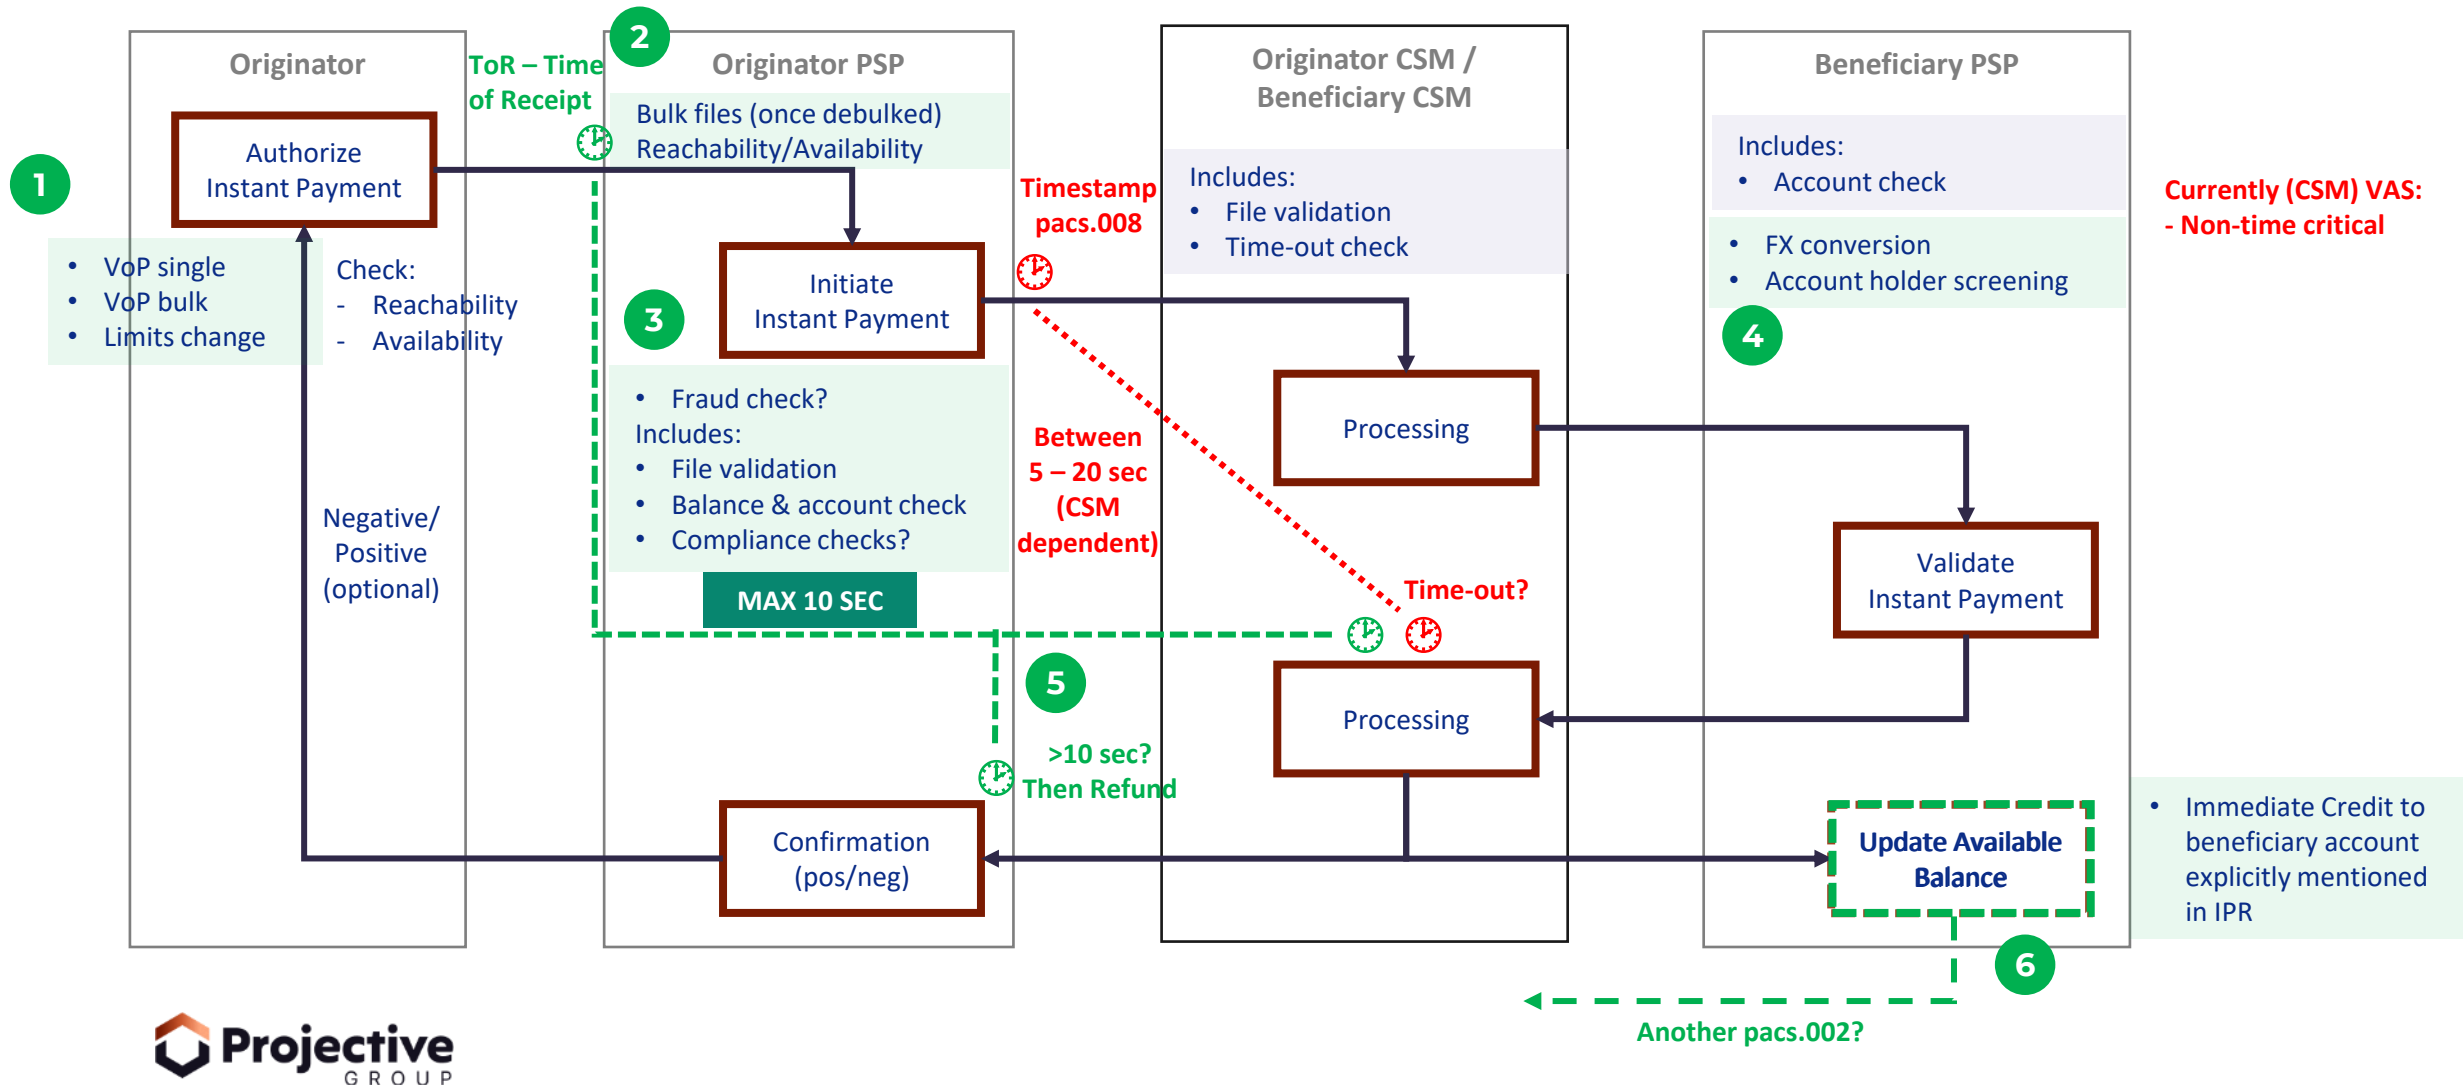 Originator
Authorize
Instant Payment
1
• VoP single
• VoP bulk
• Limits change
Check:
- Reachability
- Availability
Negative/
Positive
(optional)
ToR – Time
of Receipt
2
Originator PSP
Bulk files (once debulked)
Reachability/Availability
Initiate
Instant Payment
3
• Fraud check?
Includes:
• File validation
• Balance & account check
• Compliance checks?
MAX 10 SEC
5
>10 sec?
Then Refund
Confirmation
(pos/neg)
Timestamp
pacs.008
Between
5 – 20 sec
(CSM
dependent)
Originator CSM /
Beneficiary CSM
Includes:
• File validation
• Time-out check
Processing
Time-out?
Processing
Beneficiary PSP
Includes:
• Account check
• FX conversion
• Account holder screening
4
Validate
Instant Payment
Update Available
Balance
6
Another pacs.002?
Currently (CSM) VAS:
- Non-time critical
• Immediate Credit to
beneficiary account
explicitly mentioned
in IPR
Projective
GROUP